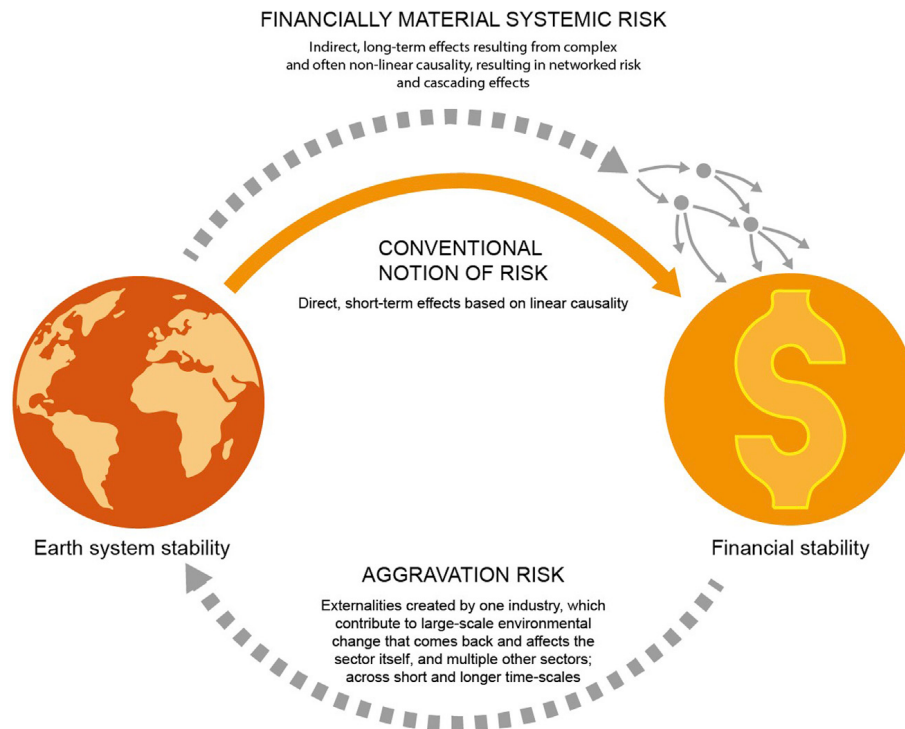 FINANCIALLY MATERIAL SYSTEMIC RISK
Indirect, long-term effects resulting from complex
and often non-linear causality, resulting in networked risk
and cascading effects
CONVENTIONAL
NOTION OF RISK
Direct, short-term effects based on linear causality
$
Earth system stability
Financial stability
AGGRAVATION RISK
Externalities created by one industry, which
contribute to large-scale environmental
change that comes back and affects the
sector itself, and multiple other sectors;
across short and longer time-scales